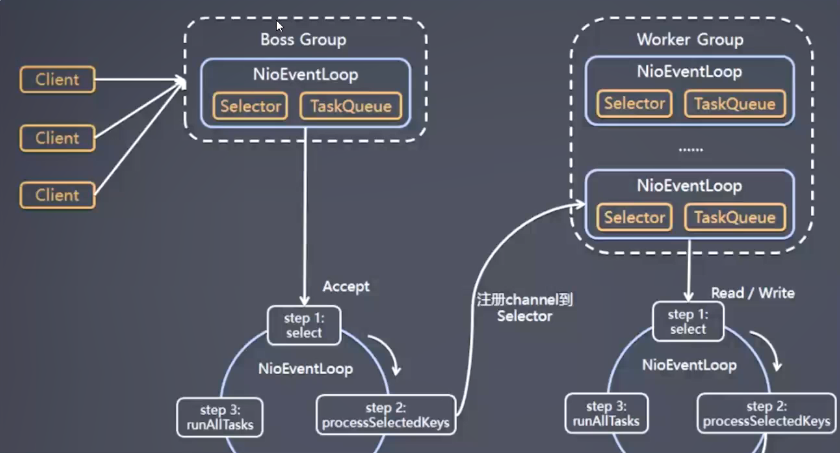 Boss Group
NioEventLoop
Selector
TaskQueue
Client
Client
Client
Worker Group
NioEventLoop
Selector
TaskQueue
......
NioEventLoop
Selector
TaskQueue
Accept
step 1:
select
NioEventLoop
step 2:
processSelectedKeys
step 3:
runAllTasks
注册channel到
Selector
Read / Write
step 1:
select
NioEventLoop
step 2:
processSelectedKeys
step 3:
runAllTasks